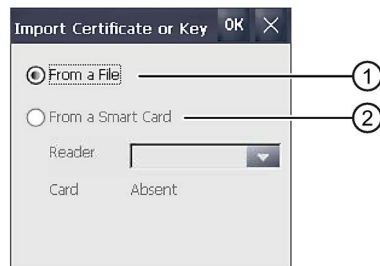 Import Certificate or Key OK
From a File
1
From a Smart Card
2
Reader
Card Absent